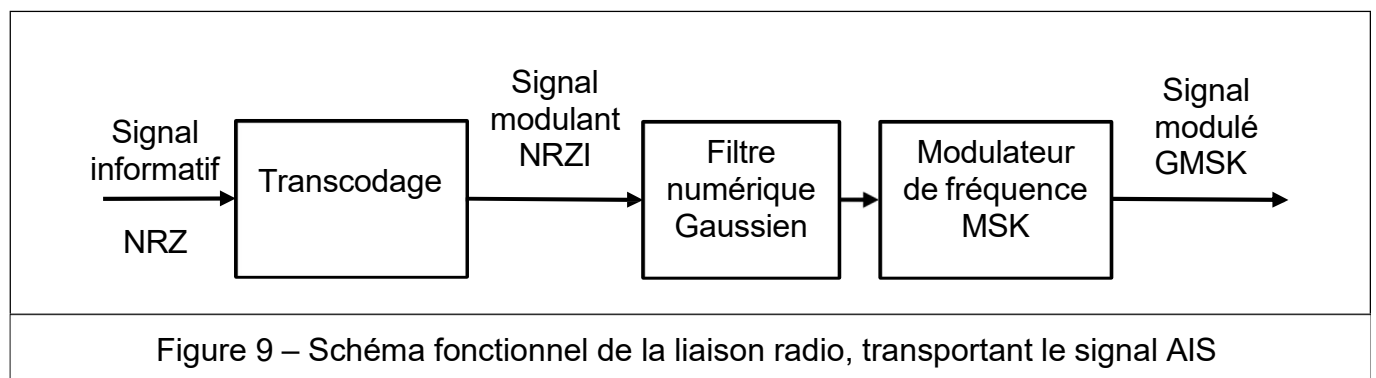 Signal
informatif
NRZ
Transcodage
Signal
modulant
NRZI
Filtre
numérique
Gaussien
Modulateur
de fréquence
MSK
Signal
modulé
GMSK
Figure 9 – Schéma fonctionnel de la liaison radio, transportant le signal AIS